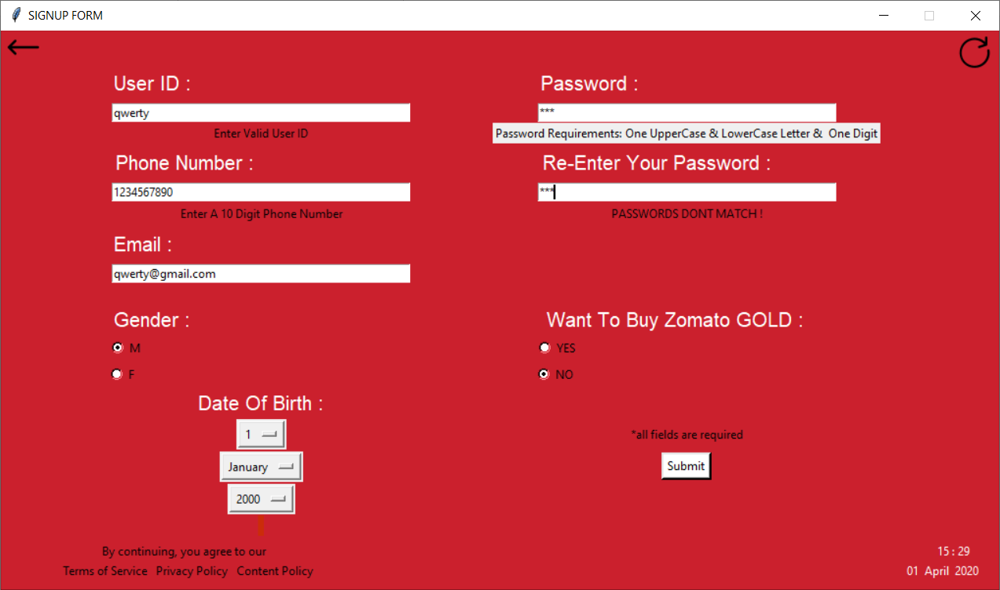 SIGNUP FORM
User ID :
qwerty
Enter Valid User ID
Phone Number :
1234567890
Enter A 10 Digit Phone Number
Email :
qwerty@gmail.com
Gender :
M
F
Date Of Birth :
1
January
2000
Password :
***
Password Requirements: One UpperCase & LowerCase Letter &  One Digit
Re-Enter Your Password :
***
PASSWORDS DONT MATCH !
Want To Buy Zomato GOLD :
YES
NO
*all fields are required
Submit
By continuing, you agree to our
Terms of Service  Privacy Policy  Content Policy
15 : 29
01  April  2020